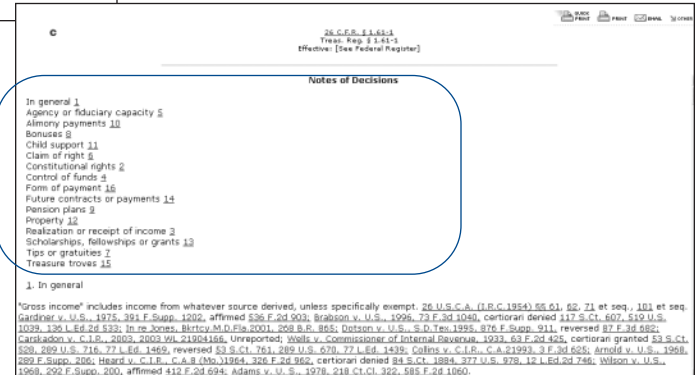 QUICK PRINT PRINT EMAIL OTHER
C
26 C.F.R. § 1.61-1
Treas. Reg. § 1.61-1
Effective: [See Federal Register]
Notes of Decisions
In general 1
Agency or fiduciary capacity 5
Alimony payments 10
Bonuses 8
Child support 11
Claim of right 6
Constitutional rights 2
Control of funds 4
Form of payment 16
Future contracts or payments 14
Pension plans 9
Property 12
Realization or receipt of income 3
Scholarships, fellowships or grants 13
Tips or gratuities 7
Treasure troves 15
1. In general
"Gross income" includes income from whatever source derived, unless specifically exempt. 26 U.S.C.A. (I.R.C.1954) §§ 61, 62, 71 et seq., 101 et seq.
Gardiner v. U.S., 1975, 391 F.Supp. 1202, affirmed 536 F.2d 903; Brabson v. U.S., 1996, 73 F.3d 1040, certiorari denied 117 S.Ct. 607, 519 U.S.
1039, 136 L.Ed.2d 533; In re Jones, Bkrtcy.M.D.Fla.2001, 268 B.R. 865; Dotson v. U.S., S.D.Tex.1995, 876 F.Supp. 911, reversed 87 F.3d 682;
Carskadon v. C.I.R., 2003, 2003 WL 21904166, Unreported; Wells v. Commissioner of Internal Revenue, 1933, 63 F.2d 425, certiorari granted 53 S.Ct.
528, 289 U.S. 716, 77 L.Ed. 1469, reversed 53 S.Ct. 761, 289 U.S. 670, 77 L.Ed. 1439; Collins v. C.I.R., C.A.21993, 3 F.3d 625; Arnold v. U.S., 1968,
289 F.Supp. 206; Heard v. C.I.R., C.A.8 (Mo.)1964, 326 F.2d 962, certiorari denied 84 S.Ct. 1884, 377 U.S. 978, 12 L.Ed.2d 746; Wilson v. U.S.,
1968, 292 F.Supp. 200, affirmed 412 F.2d 694; Adams v. U. S., 1978, 218 Ct.Cl. 322, 585 F.2d 1060.